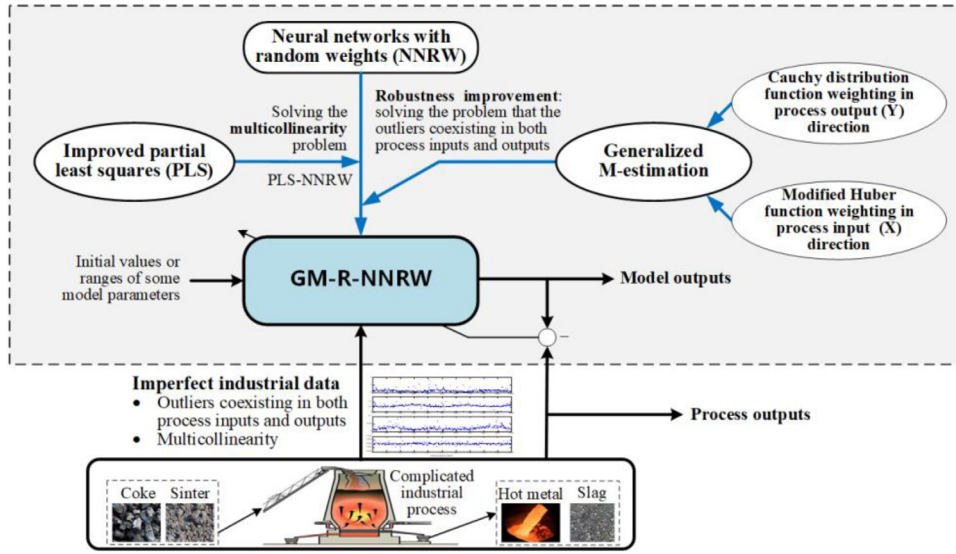 Neural networks with
random weights (NNRW)
Solving the
multicollinearity
problem
Robustness improvement:
solving the problem that the
outliers coexisting in both
process inputs and outputs
Cauchy distribution
function weighting in
process output (Y)
direction
Improved partial
least squares (PLS)
PLS-NNRW
Generalized
M-estimation
Modified Huber
function weighting in
process input (X)
direction
Initial values or
ranges of some
model parameters
GM-R-NNRW
Model outputs
−
Imperfect industrial data
• Outliers coexisting in both
process inputs and outputs
• Multicollinearity
Process outputs
Coke
Sinter
Complicated
industrial
process
Hot metal
Slag